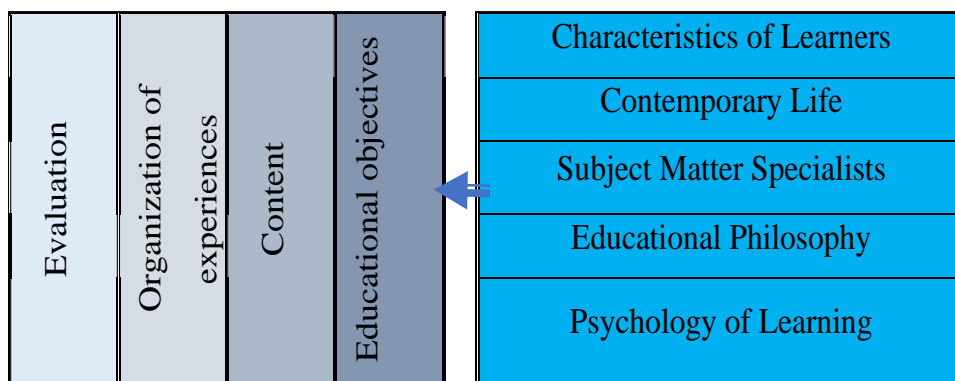 Evaluation
Organization of
experiences
Content
Educational objectives
Characteristics of Learners
Contemporary Life
Subject Matter Specialists
Educational Philosophy
Psychology of Learning